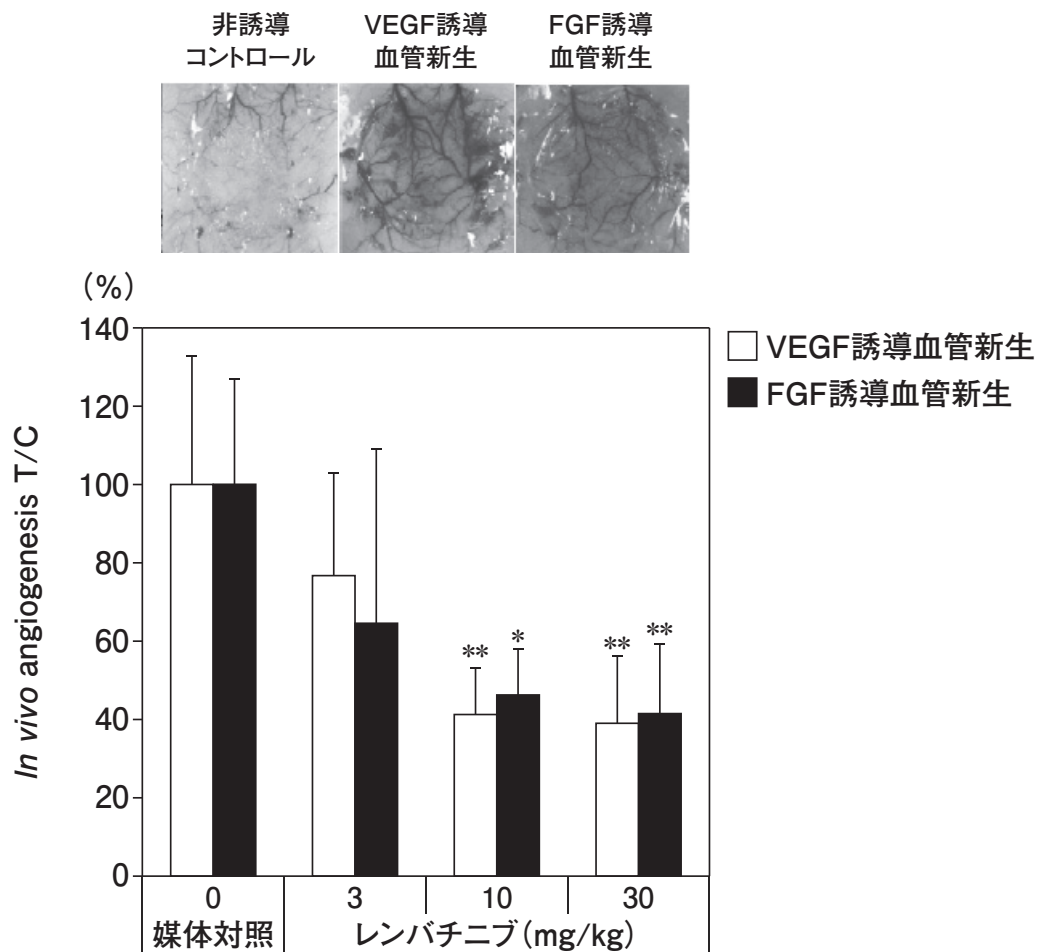 非誘導
コントロール
VEGF誘導
血管新生
FGF誘導
血管新生
(%)
In vivo angiogenesis T/C
140
120
100
80
60
40
20
0
VEGF誘導血管新生
FGF誘導血管新生
** *
** **
0 3 10 30
媒体対照 レンバチニブ(mg/kg)